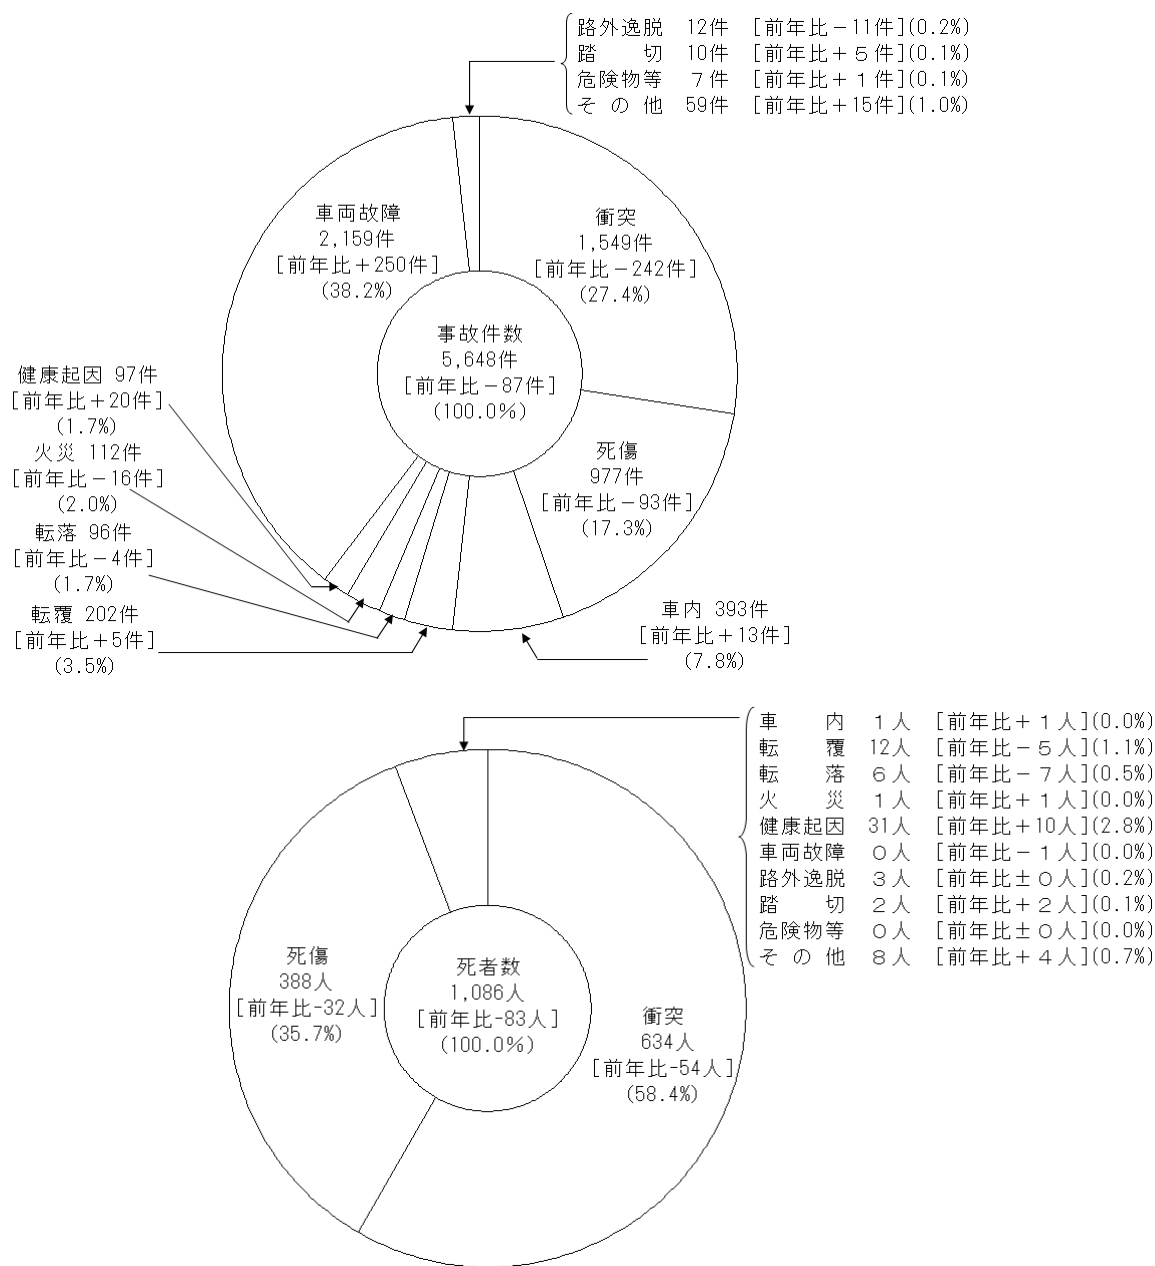 路外逸脱 12件 [前年比－11件](0.2%)
踏切 10件 [前年比＋５件](0.1%)
危険物等 ７件 [前年比＋１件](0.1%)
その他 59件 [前年比＋15件](1.0%)
車両故障
2,159件
[前年比＋250件]
(38.2%)
衝突
1,549件
[前年比－242件]
(27.4%)
事故件数
5,648件
[前年比－87件]
(100.0%)
健康起因 97件
[前年比＋20件]
(1.7%)
火災 112件
[前年比－16件]
(2.0%)
転落 96件
[前年比－4件]
(1.7%)
転覆 202件
[前年比＋5件]
(3.5%)
死傷
977件
[前年比－93件]
(17.3%)
車内 393件
[前年比＋13件]
(7.8%)
車内 １人 [前年比＋１人](0.0%)
転覆 12人 [前年比－５人](1.1%)
転落 ６人 [前年比－７人](0.5%)
火災 １人 [前年比＋１人](0.0%)
健康起因 31人 [前年比＋10人](2.8%)
車両故障 ０人 [前年比－１人](0.0%)
路外逸脱 ３人 [前年比±０人](0.2%)
踏切 ２人 [前年比＋２人](0.1%)
危険物等 ０人 [前年比±０人](0.0%)
その他 ８人 [前年比＋４人](0.7%)
死傷
388人
[前年比-32人]
(35.7%)
死者数
1,086人
[前年比-83人]
(100.0%)
衝突
634人
[前年比-54人]
(58.4%)